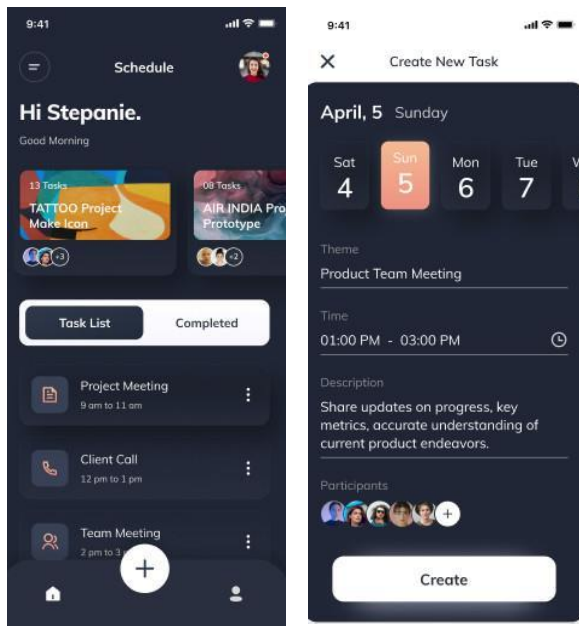 9:41
Schedule
Hi Stepanie.
Good Morning
13 Tasks
TATTOO Project
Make Icon
+3
08 Tasks
AIR INDIA Pro
Prototype
+2
Task List
Completed
Project Meeting
9 am to 11 am
Client Call
12 pm to 1 pm
Team Meeting
2 pm to 3
+
9:41
Create New Task
April, 5 Sunday
Sat
4
Sun
5
Mon
6
Tue
7
Theme
Product Team Meeting
Time
01:00 PM - 03:00 PM
Description
Share updates on progress, key
metrics, accurate understanding of
current product endeavors.
Participants
+
Create